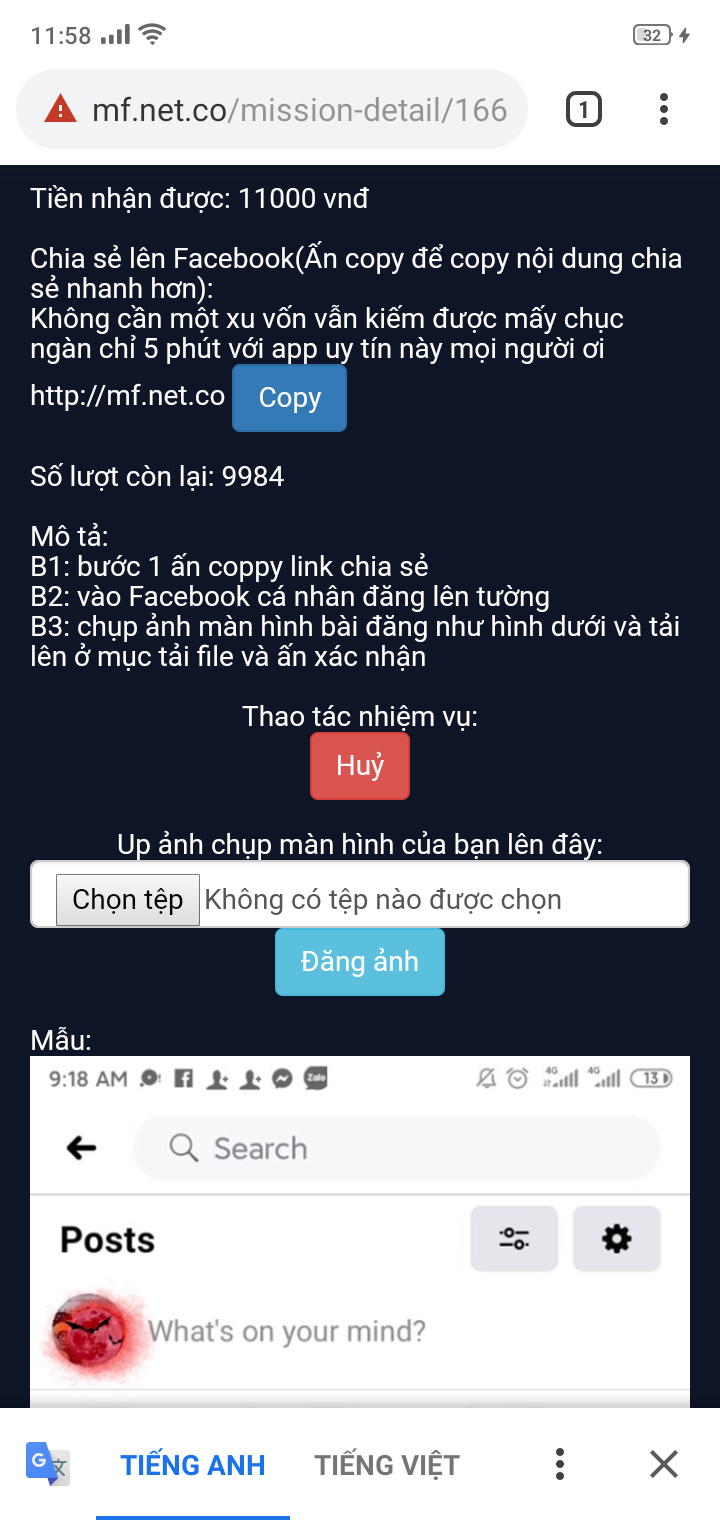 11:58
32
mf.net.co/mission-detail/166
1
Tiền nhận được: 11000 vnđ
Chia sẻ lên Facebook(Ấn copy để copy nội dung chia
sẻ nhanh hơn):
Không cần một xu vốn vẫn kiếm được mấy chục
ngàn chỉ 5 phút với app uy tín này mọi người ơi
http://mf.net.co Copy
Số lượt còn lại: 9984
Mô tả:
B1: bước 1 ấn coppy link chia sẻ
B2: vào Facebook cá nhân đăng lên tường
B3: chụp ảnh màn hình bài đăng như hình dưới và tải
lên ở mục tải file và ấn xác nhận
Thao tác nhiệm vụ:
Huỷ
Up ảnh chụp màn hình của bạn lên đây:
Chọn tệp Không có tệp nào được chọn
Đăng ảnh
Mẫu:
9:18 AM Zalo 4G 4G 13
Search
Posts
What's on your mind?
G 文 TIẾNG ANH TIẾNG VIỆT